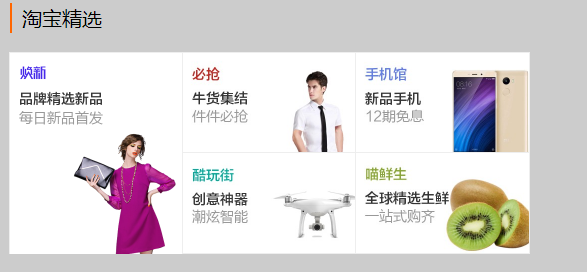 淘宝精选
焕新
品牌精选新品
每日新品首发
必抢
牛货集结
件件必抢
手机馆
新品手机
12期免息
酷玩街
创意神器
潮炫智能
喵鲜生
全球精选生鲜
一站式购齐